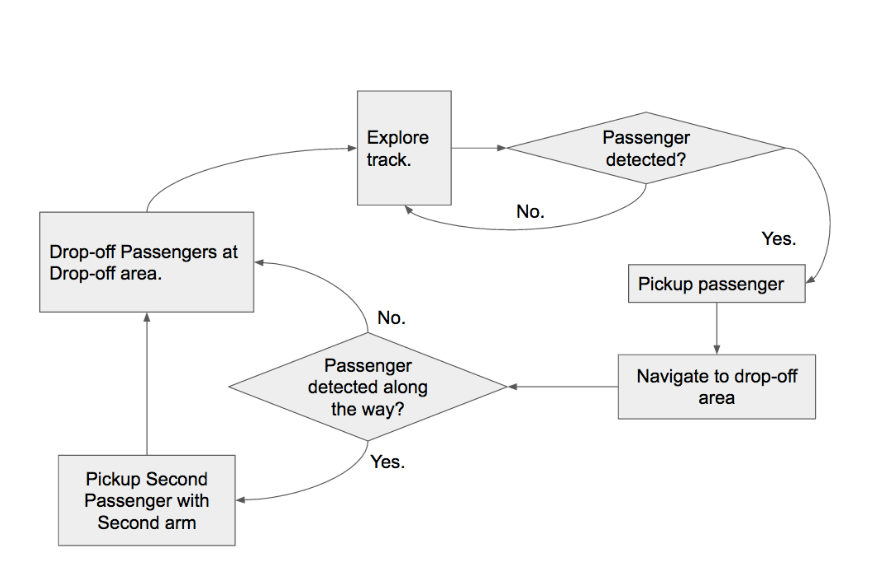 Explore
track.
Passenger
detected?
No.
Yes.
Pickup passenger
Navigate to drop-off
area
Passenger
detected along
the way?
No.
Yes.
Pickup Second
Passenger with
Second arm
Drop-off Passengers at
Drop-off area.